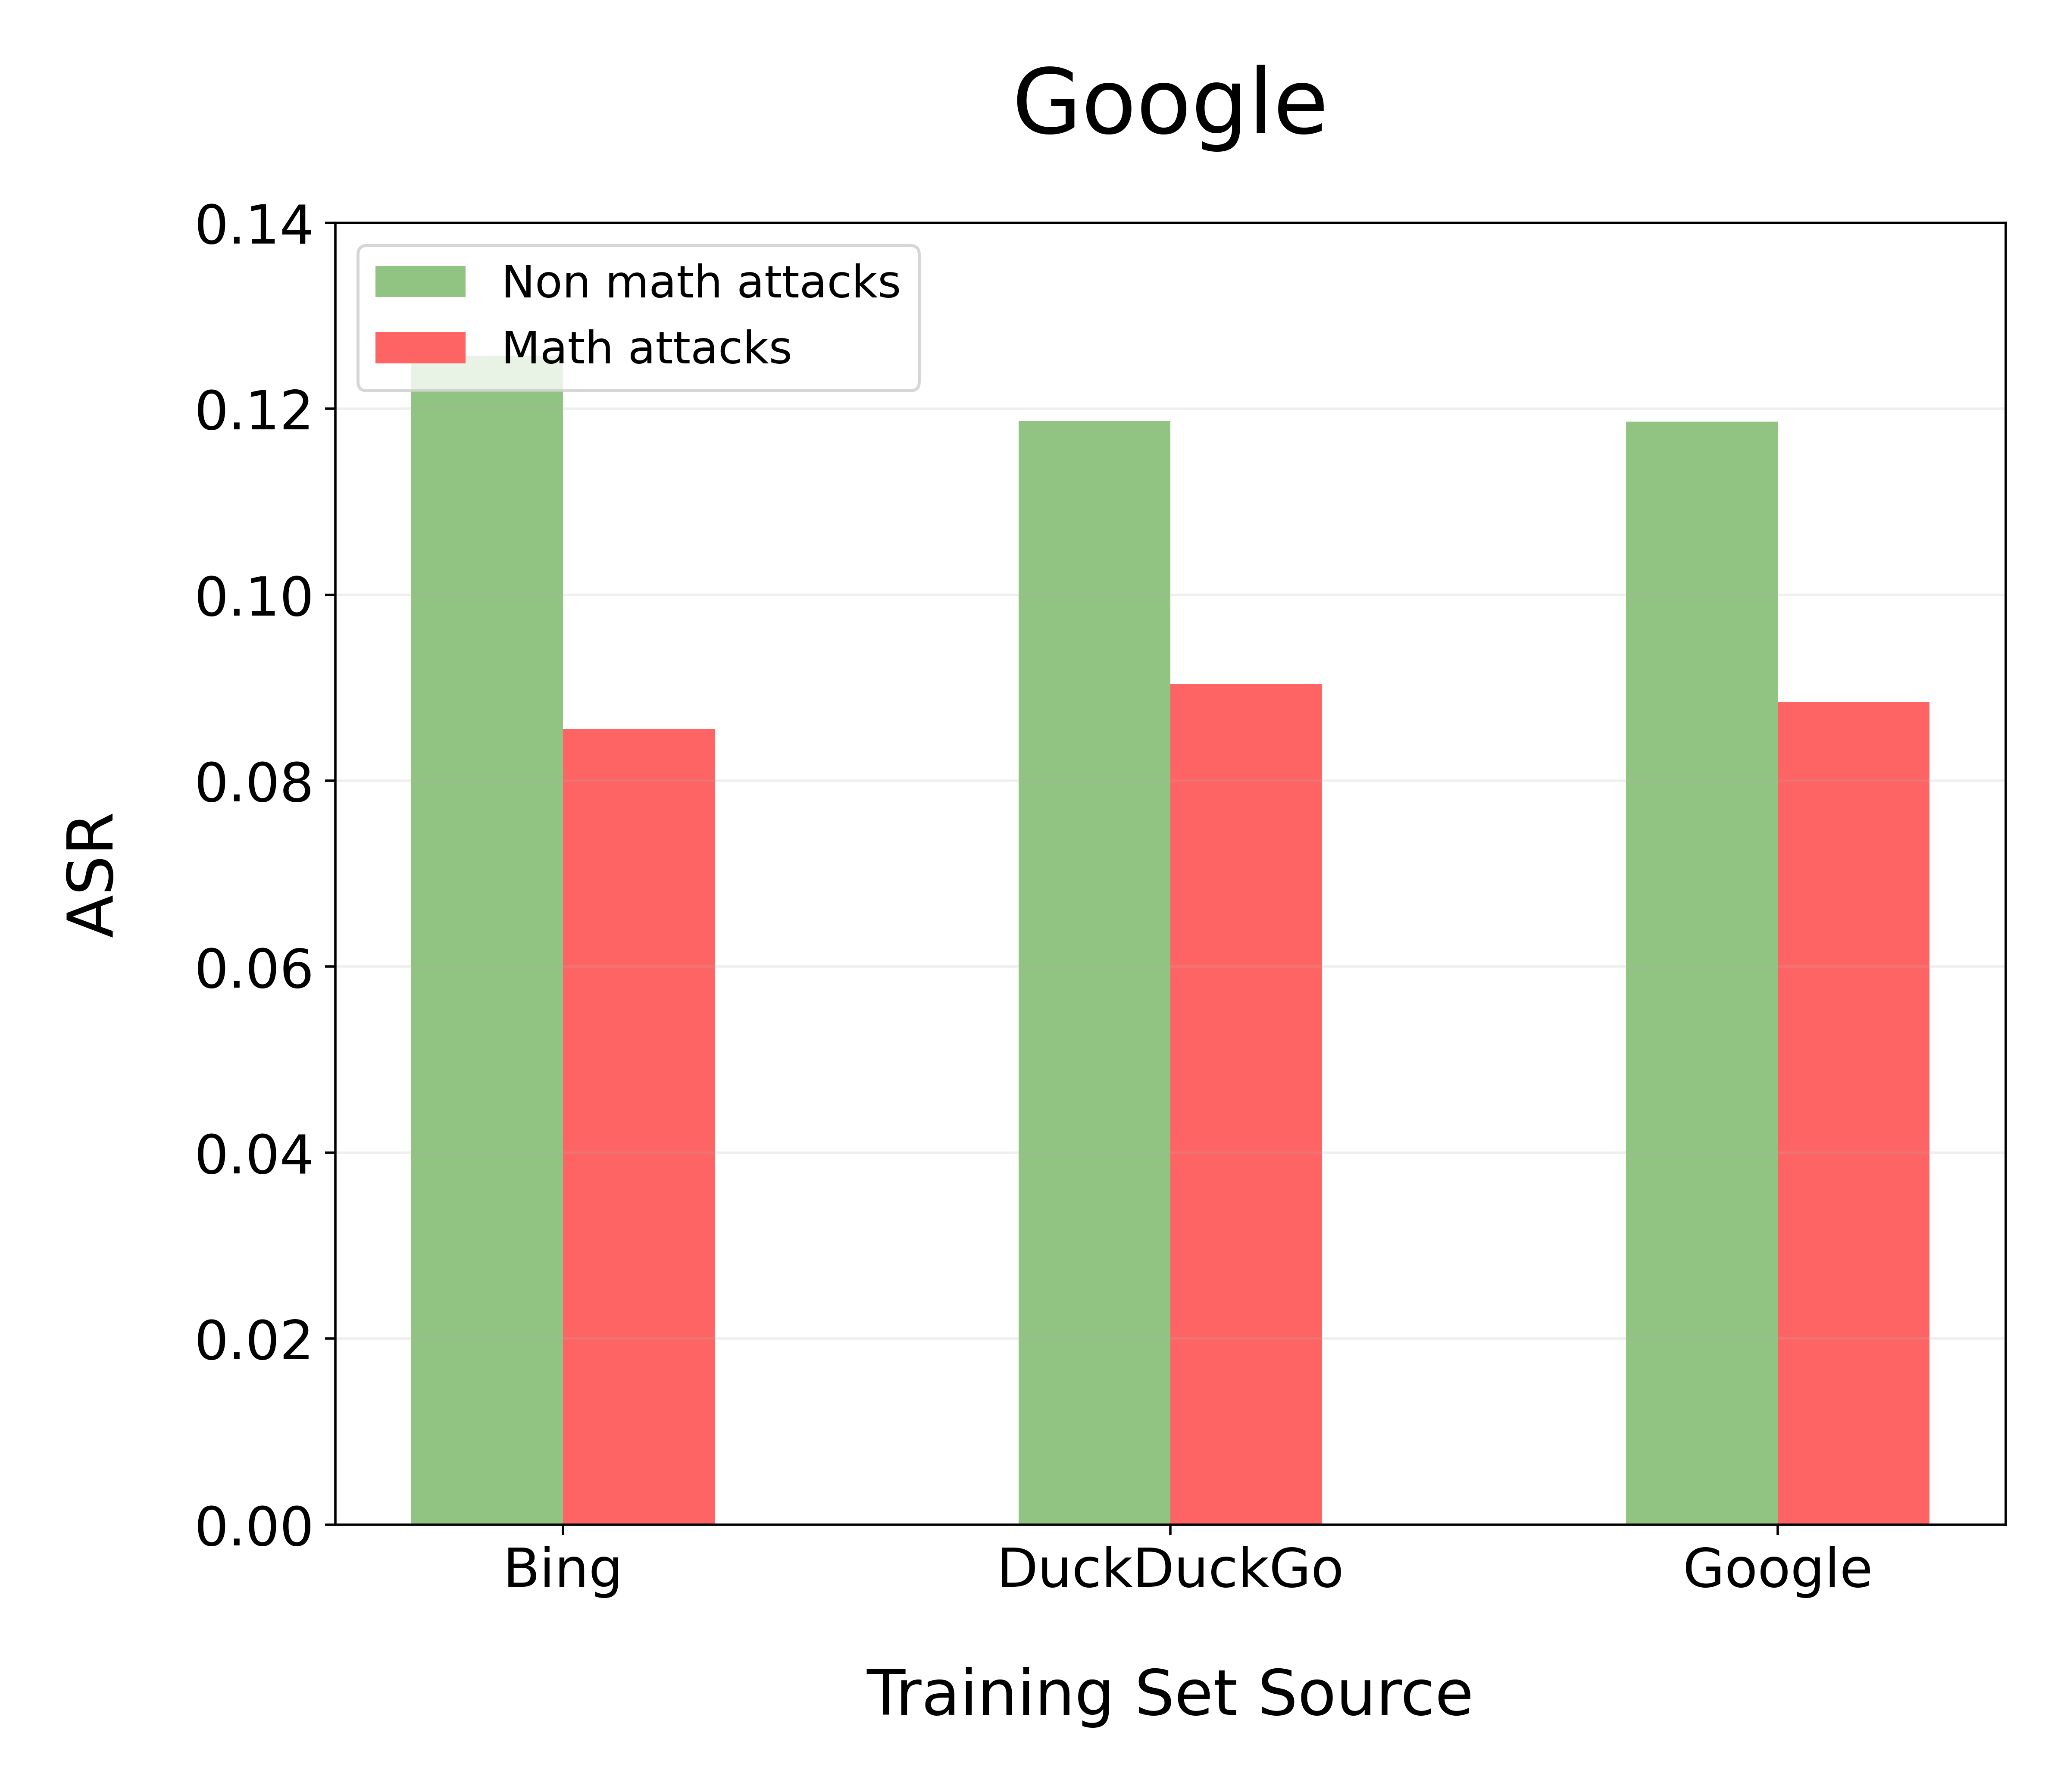 Google
0.14
Non math attacks
Math attacks
0.12
0.10
0.08
0.06
0.04
0.02
0.00
ASR
Bing DuckDuckGo Google
Training Set Source